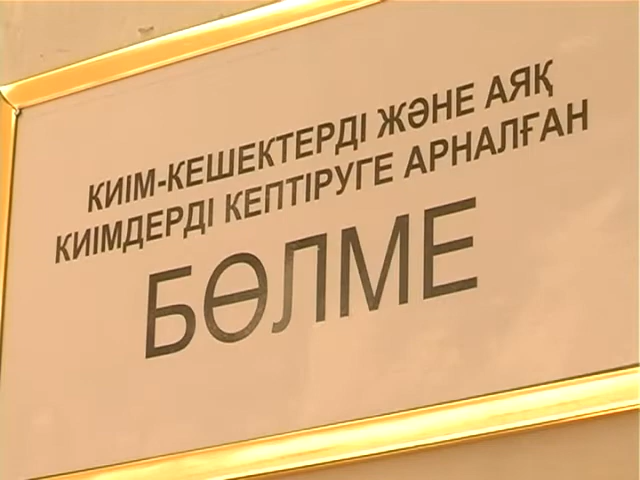 КИІМ-КЕШЕКТЕРДІ ЖӘНЕ АЯҚ
КИІМДЕРДІ КЕПТІРУГЕ АРНАЛҒАН
БӨЛМЕ